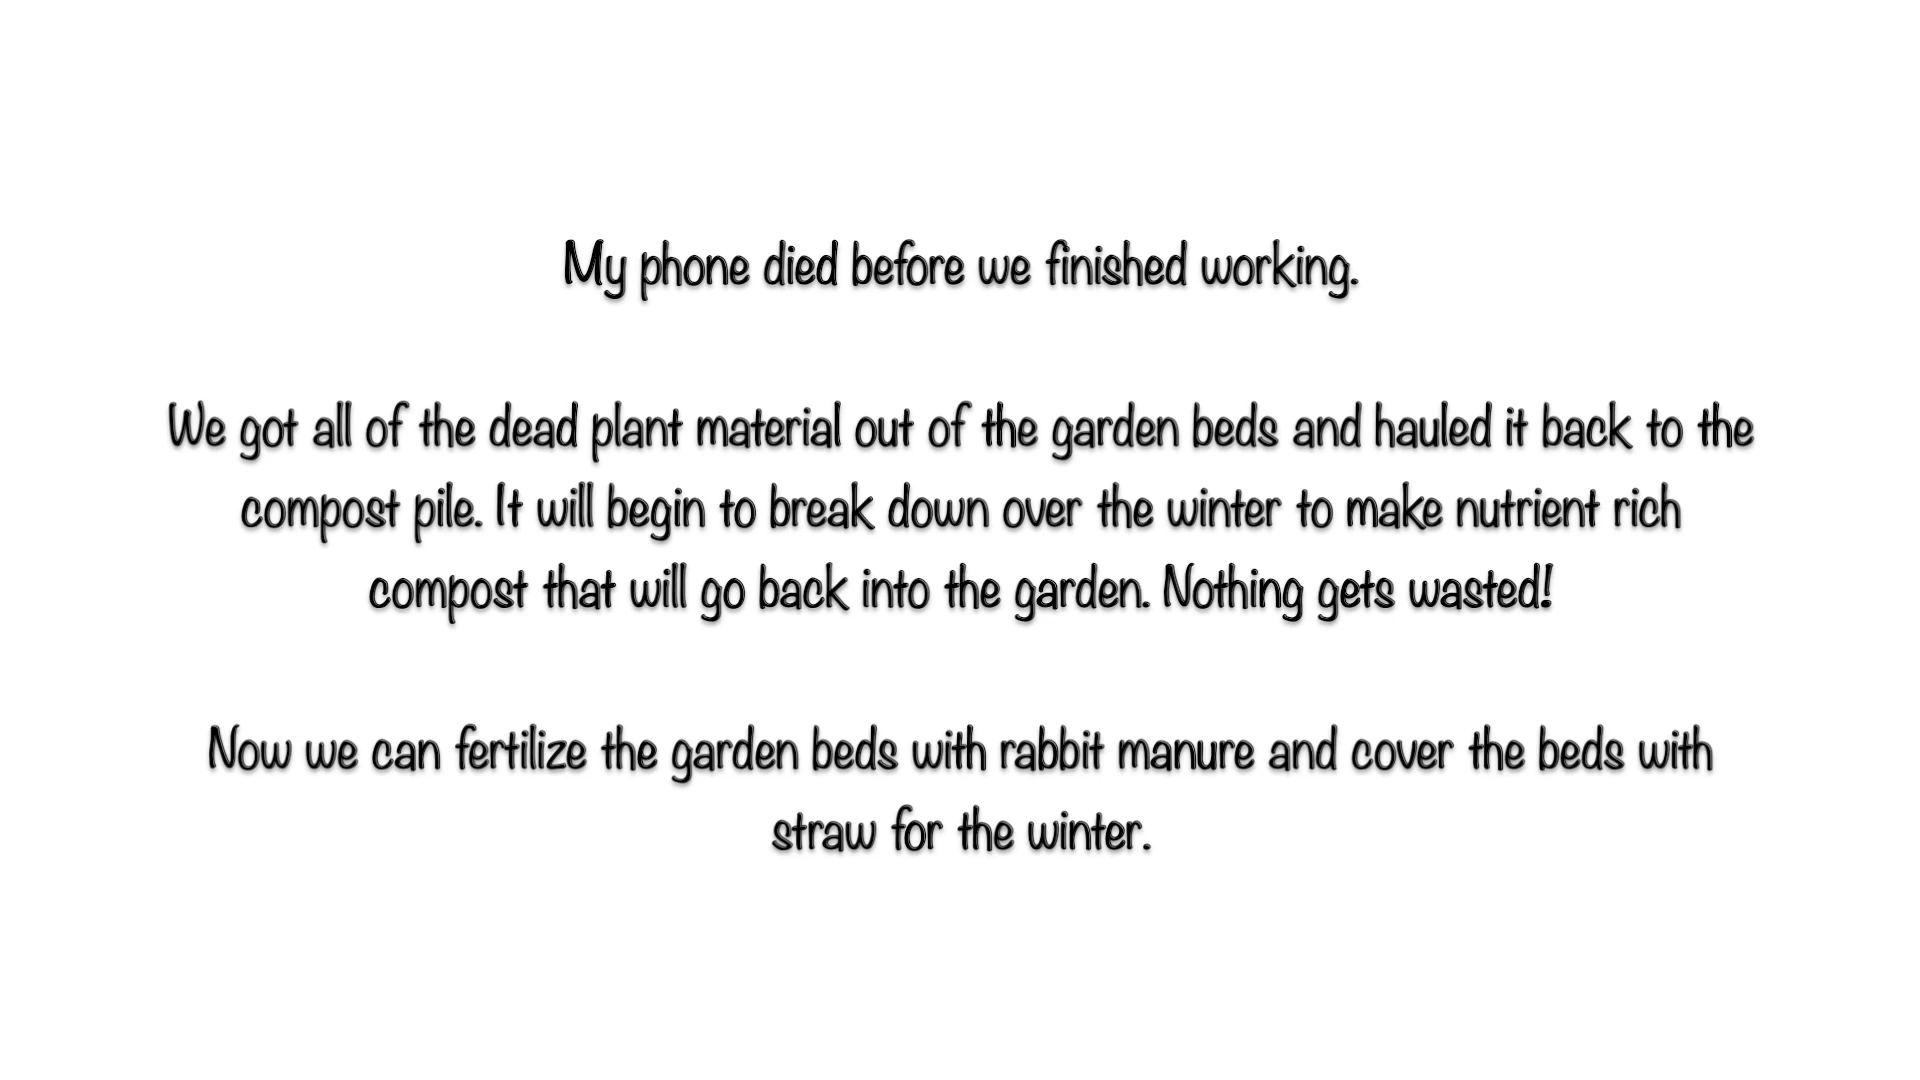 My phone died before we finished working.
We got all of the dead plant material out of the garden beds and hauled it back to the
compost pile. It will begin to break down over the winter to make nutrient rich
compost that will go back into the garden. Nothing gets wasted!
Now we can fertilize the garden beds with rabbit manure and cover the beds with
straw for the winter.